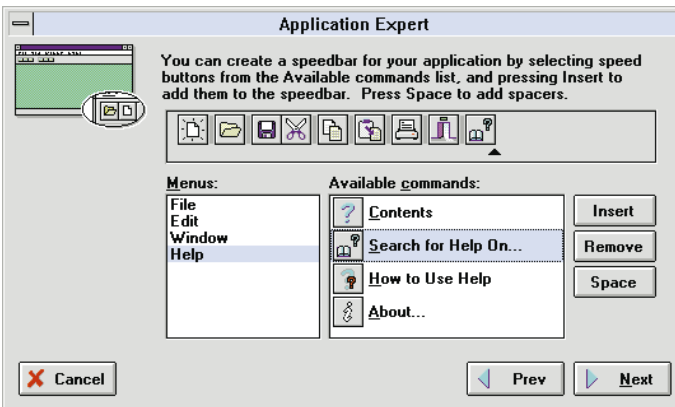 Application Expert
You can create a speedbar for your application by selecting speed
buttons from the Available commands list, and pressing Insert to
add them to the speedbar. Press Space to add spacers.
Menus:
Available commands:
File
Edit
Window
Help
Contents
Search for Help On...
How to Use Help
About...
Insert
Remove
Space
Cancel
Prev
Next